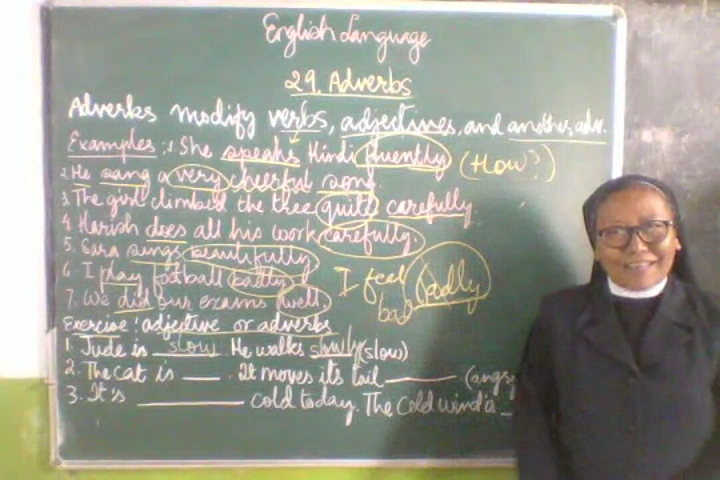 English Language
29. Adverbs
Adverbs modify verbs, adjectives, and another adv.
Examples: 1. She speaks Hindi fluently (How?)
2. He sang a very cheerful song.
3. The girl climbed the tree quite carefully.
4. Harish does all his work carefully.
5. Sara sings beautifully
6. I play football badly I feel badly
bad
7. We did our exams well.
Exercise: adjective or adverbs
1. Jude is slow. He walks slowly (slow)
2. The cat is ___. It moves its tail ______ (angry
3. It is ________ cold today. The Cold wind is _